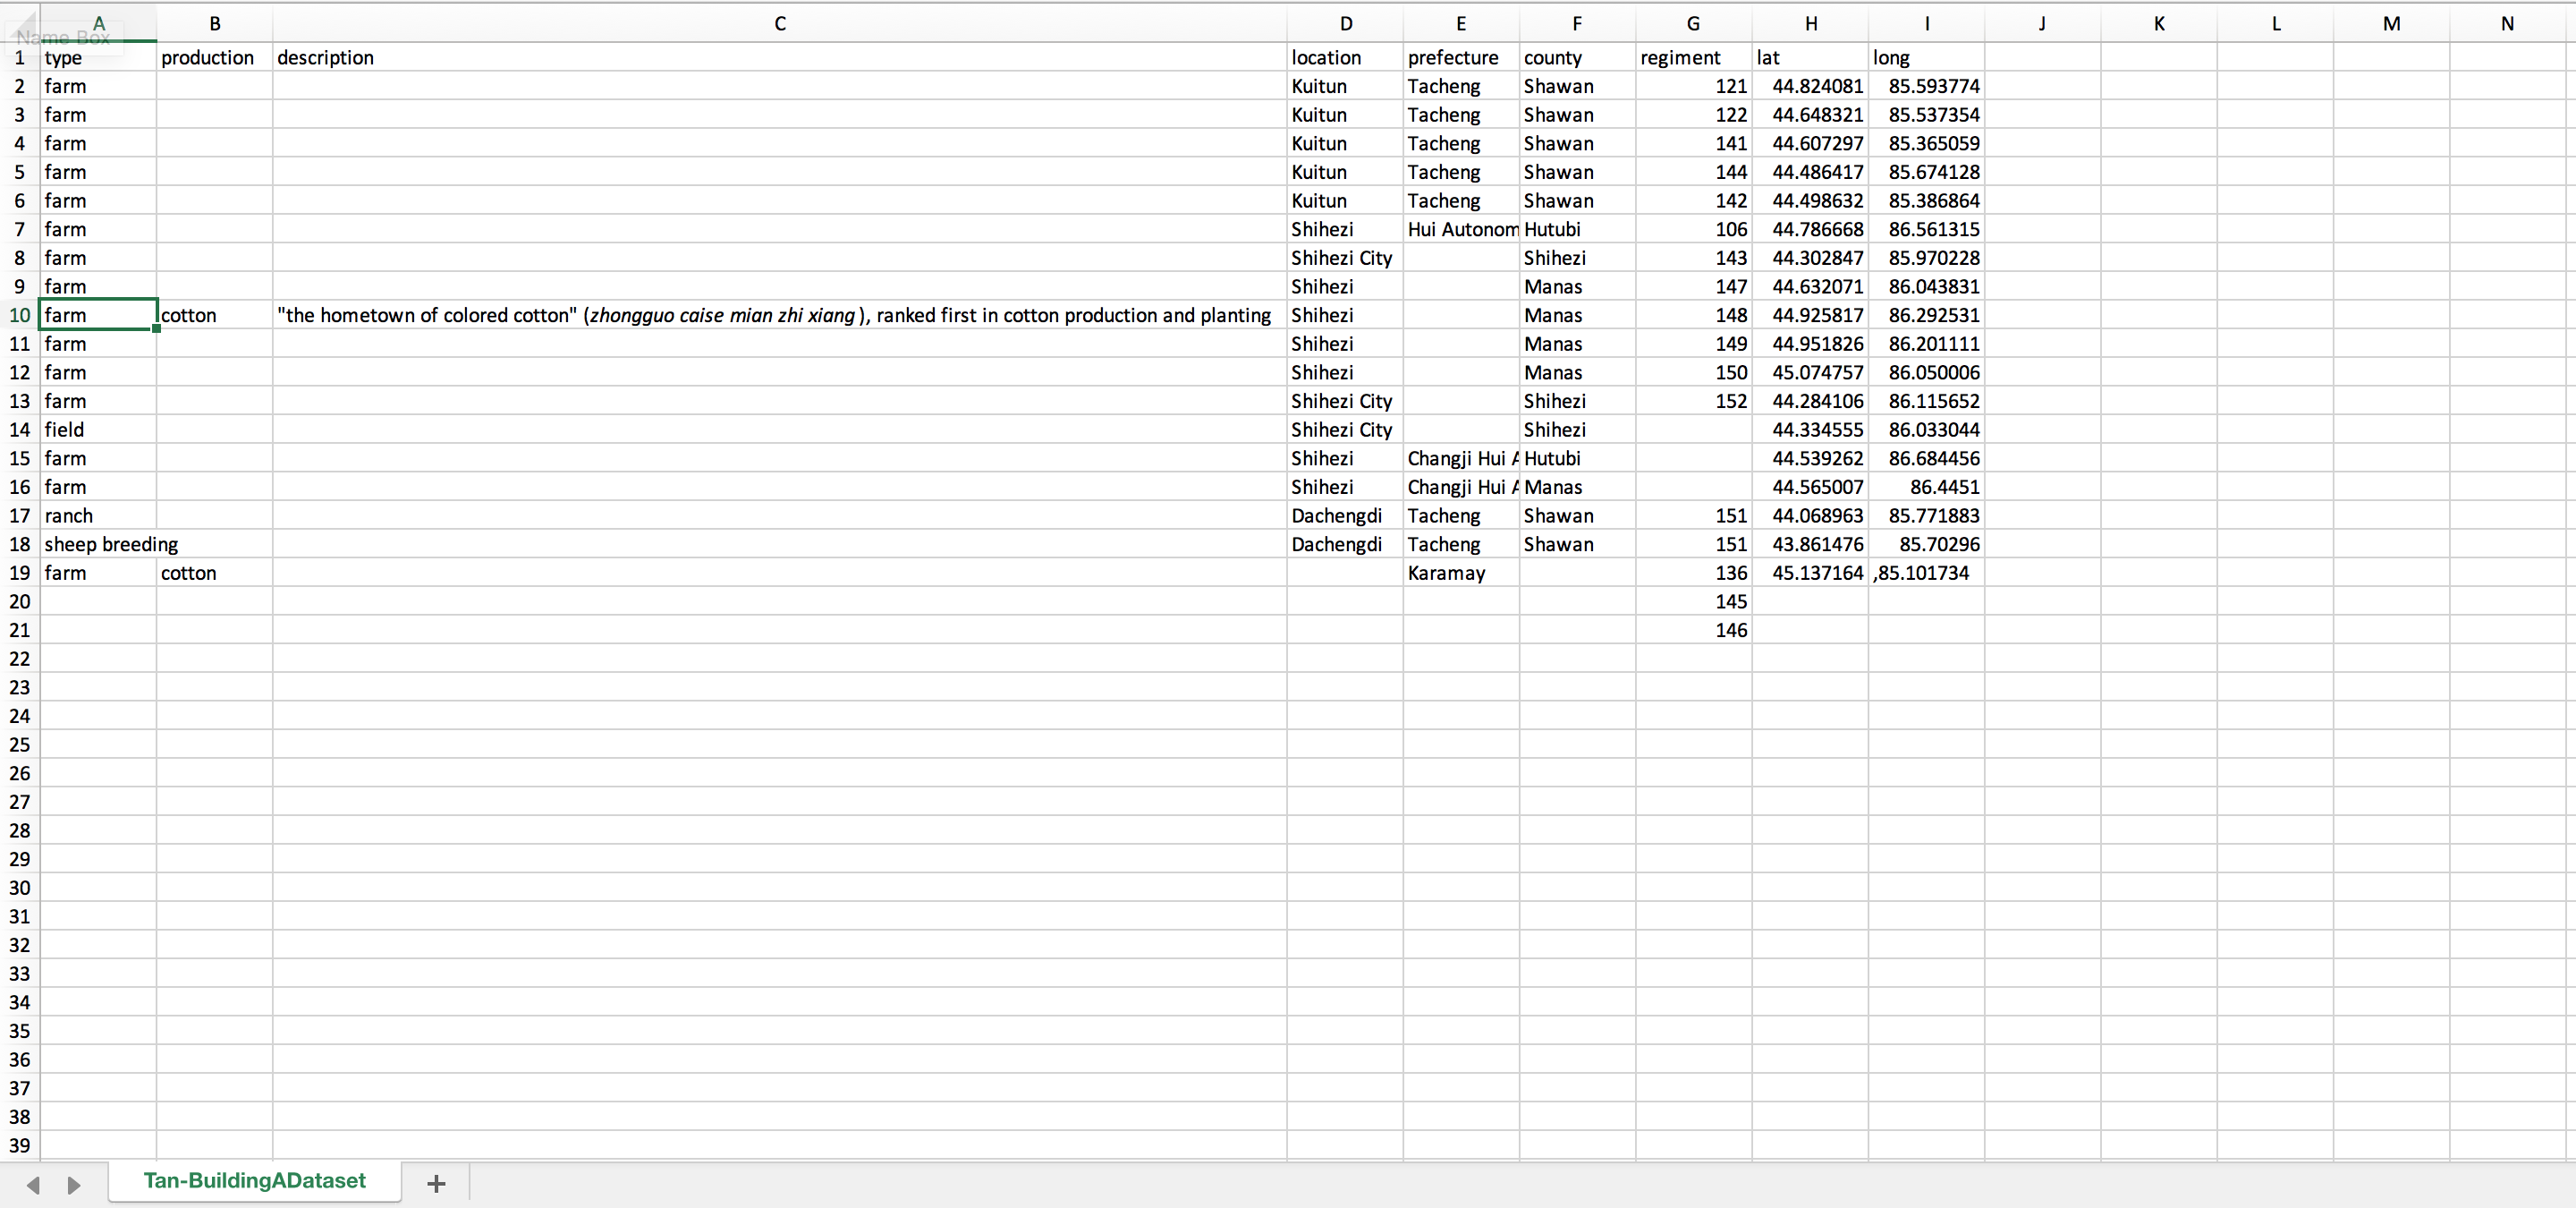 A B C D E F G H I J K L M N
Name Box
1 type production description location prefecture county regiment lat long
2 farm Kuitun Tacheng Shawan 121 44.824081 85.593774
3 farm Kuitun Tacheng Shawan 122 44.648321 85.537354
4 farm Kuitun Tacheng Shawan 141 44.607297 85.365059
5 farm Kuitun Tacheng Shawan 144 44.486417 85.674128
6 farm Kuitun Tacheng Shawan 142 44.498632 85.386864
7 farm Shihezi Hui Autonom Hutubi 106 44.786668 86.561315
8 farm Shihezi City Shihezi 143 44.302847 85.970228
9 farm Shihezi Manas 147 44.632071 86.043831
10 farm cotton "the hometown of colored cotton" (zhongguo caise mian zhi xiang), ranked first in cotton production and planting Shihezi Manas 148 44.925817 86.292531
11 farm Shihezi Manas 149 44.951826 86.201111
12 farm Shihezi Manas 150 45.074757 86.050006
13 farm Shihezi City Shihezi 152 44.284106 86.115652
14 field Shihezi City Shihezi 44.334555 86.033044
15 farm Shihezi Changji Hui A Hutubi 44.539262 86.684456
16 farm Shihezi Changji Hui A Manas 44.565007 86.4451
17 ranch Dachengdi Tacheng Shawan 151 44.068963 85.771883
18 sheep breeding Dachengdi Tacheng Shawan 151 43.861476 85.70296
19 farm cotton Karamay 136 45.137164 ,85.101734
20 145
21 146
22
23
24
25
26
27
28
29
30
31
32
33
34
35
36
37
38
39
Tan-BuildingADataset +